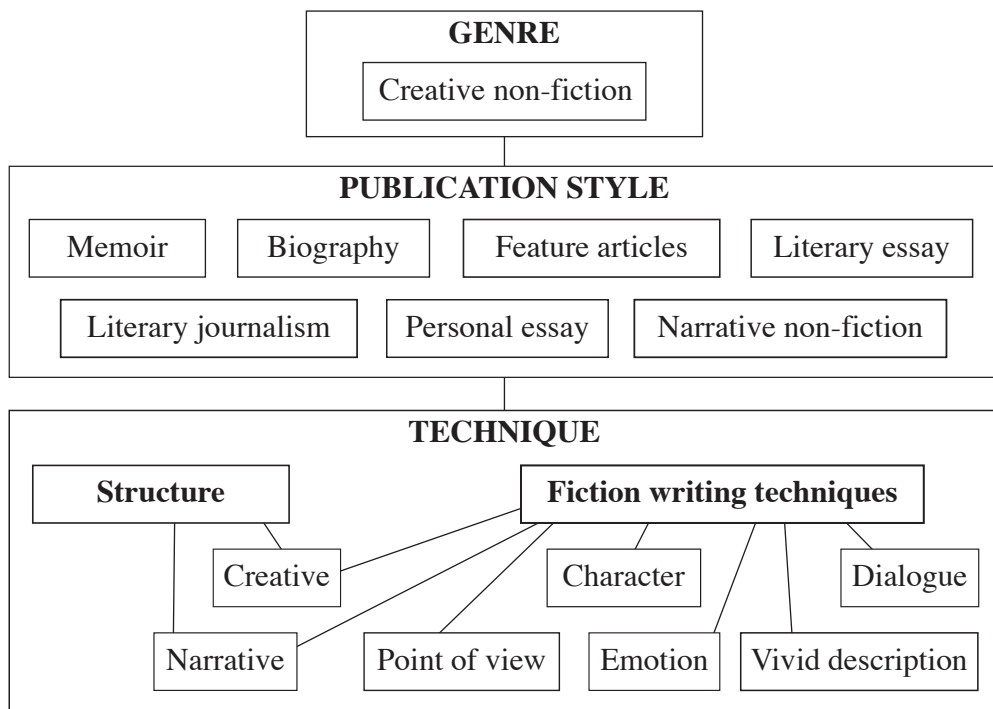 GENRE
Creative non-fiction
PUBLICATION STYLE
Memoir
Biography
Feature articles
Literary essay
Literary journalism
Personal essay
Narrative non-fiction
TECHNIQUE
Structure
Fiction writing techniques
Creative
Character
Dialogue
Narrative
Point of view
Emotion
Vivid description